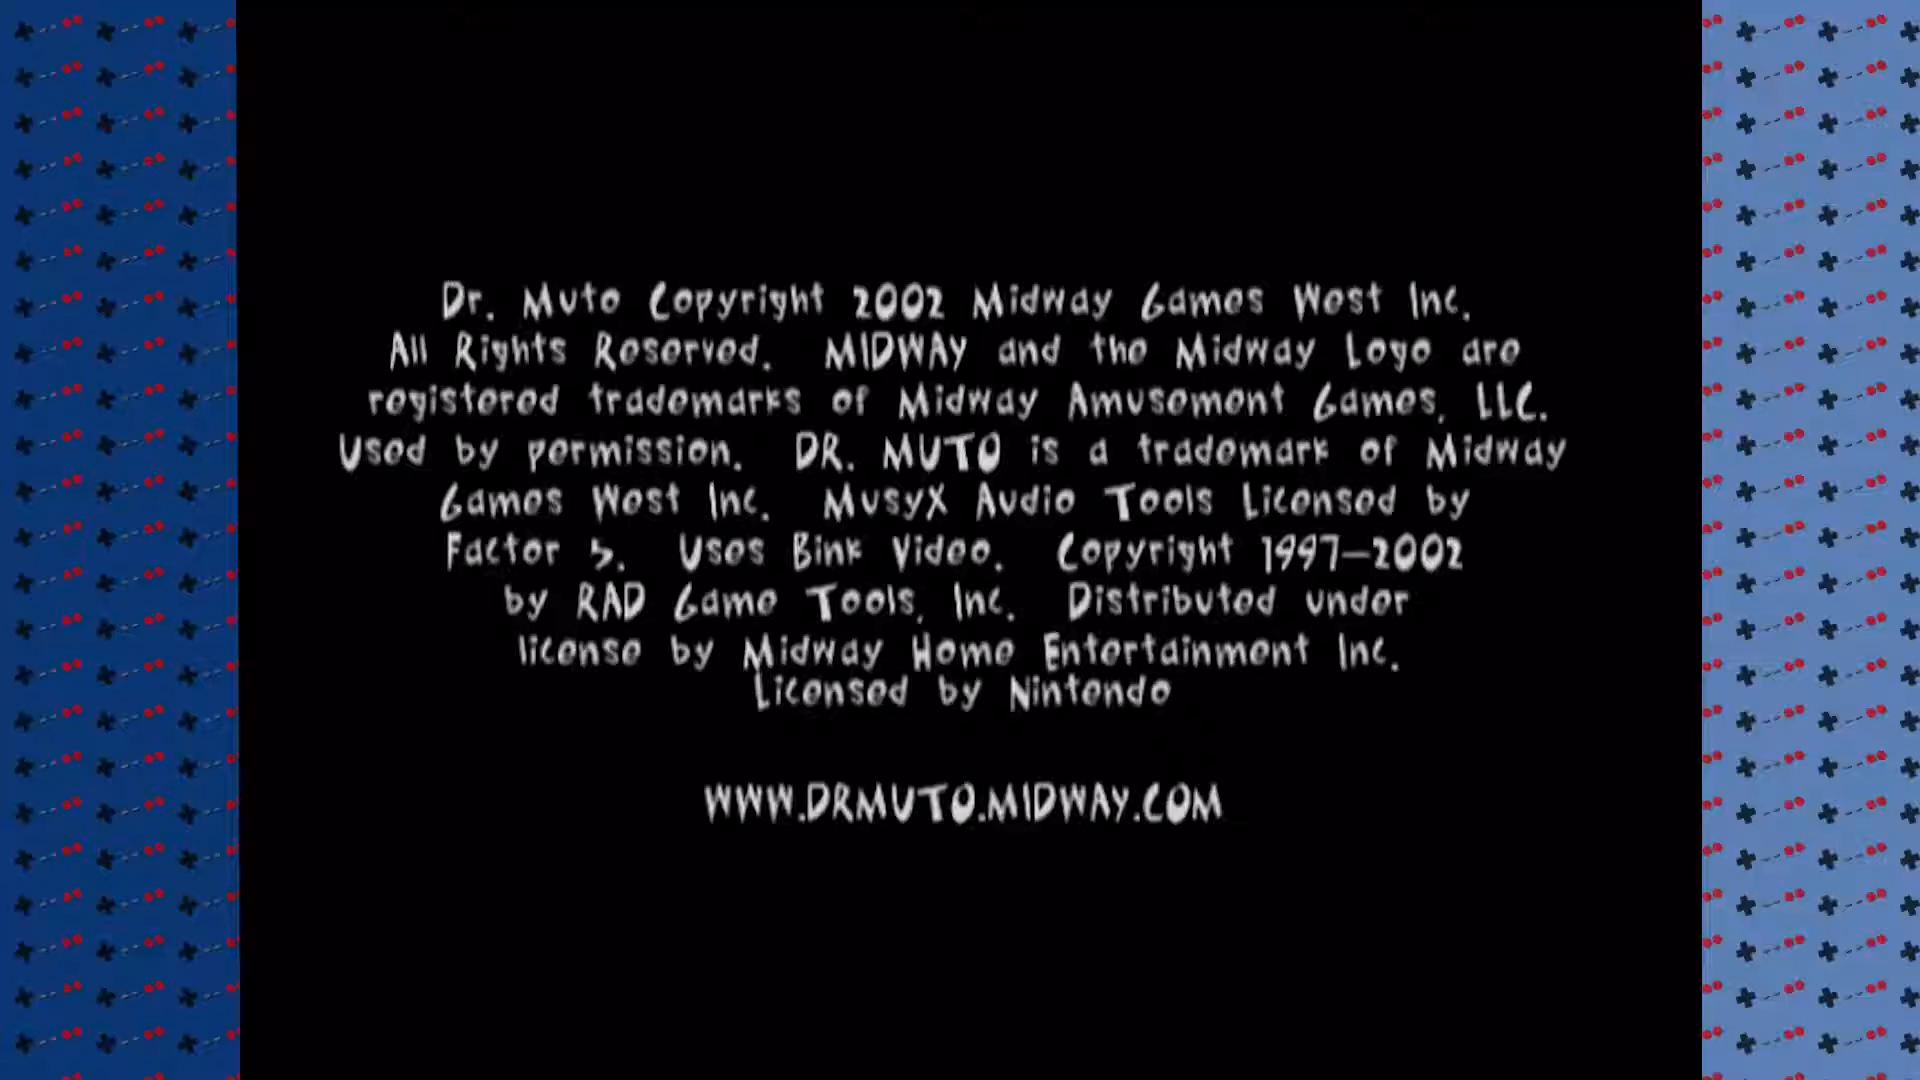 Dr. Muto Copyright 2002 Midway Games West Inc.
All Rights Reserved. MIDWAY and the Midway Logo are
registered trademarks of Midway Amusement Games, LLC.
Used by permission. DR. MUTO is a trademark of Midway
Games West Inc. MusyX Audio Tools Licensed by
Factor 5. Uses Bink Video. Copyright 1997-2002
by RAD Game Tools, Inc. Distributed under
license by Midway Home Entertainment Inc.
Licensed by Nintendo
WWW.DRMUTO.MIDWAY.COM